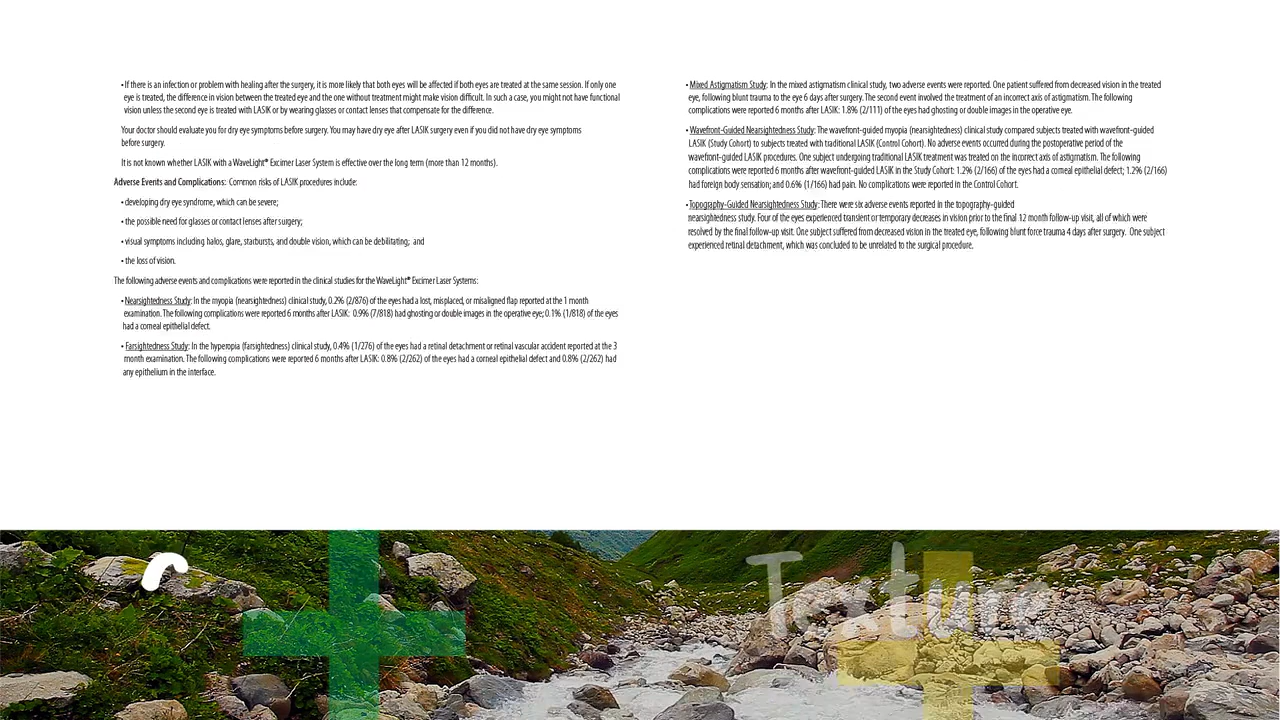 • If there is an infection or problem with healing after the surgery, it is more likely that both eyes will be affected if both eyes are treated at the same session. If only one
eye is treated, the difference in vision between the treated eye and the one without treatment might make vision difficult. In such a case, you might not have functional
vision unless the second eye is treated with LASIK or by wearing glasses or contact lenses that compensate for the difference.
Your doctor should evaluate you for dry eye symptoms before surgery. You may have dry eye after LASIK surgery even if you did not have dry eye symptoms
before surgery.
It is not known whether LASIK with a WaveLight® Excimer Laser System is effective over the long term (more than 12 months).
Adverse Events and Complications: Common risks of LASIK procedures include:
• developing dry eye syndrome, which can be severe;
• the possible need for glasses or contact lenses after surgery;
• visual symptoms including halos, glare, starbursts, and double vision, which can be debilitating; and
• the loss of vision.
The following adverse events and complications were reported in the clinical studies for the WaveLight® Excimer Laser Systems:
• Nearsightedness Study: In the myopia (nearsightedness) clinical study, 0.2% (2/876) of the eyes had a lost, misplaced, or misaligned flap reported at the 1 month
examination. The following complications were reported 6 months after LASIK: 0.9% (7/818) had ghosting or double images in the operative eye; 0.1% (1/818) of the eyes
had a corneal epithelial defect.
• Farsightedness Study: In the hyperopia (farsightedness) clinical study, 0.4% (1/276) of the eyes had a retinal detachment or retinal vascular accident reported at the 3
month examination. The following complications were reported 6 months after LASIK: 0.8% (2/262) of the eyes had a corneal epithelial defect and 0.8% (2/262) had
any epithelium in the interface.
• Mixed Astigmatism Study: In the mixed astigmatism clinical study, two adverse events were reported. One patient suffered from decreased vision in the treated
eye, following blunt trauma to the eye 6 days after surgery. The second event involved the treatment of an incorrect axis of astigmatism. The following
complications were reported 6 months after LASIK: 1.8% (2/111) of the eyes had ghosting or double images in the operative eye.
• Wavefront-Guided Nearsightedness Study: The wavefront-guided myopia (nearsightedness) clinical study compared subjects treated with wavefront-guided
LASIK (Study Cohort) to subjects treated with traditional LASIK (Control Cohort). No adverse events occurred during the postoperative period of the
wavefront-guided LASIK procedures. One subject undergoing traditional LASIK treatment was treated on the incorrect axis of astigmatism. The following
complications were reported 6 months after wavefront-guided LASIK in the Study Cohort: 1.2% (2/166) of the eyes had a corneal epithelial defect; 1.2% (2/166)
had foreign body sensation; and 0.6% (1/166) had pain. No complications were reported in the Control Cohort.
• Topography-Guided Nearsightedness Study: There were six adverse events reported in the topography-guided
nearsightedness study. Four of the eyes experienced transient or temporary decreases in vision prior to the final 12 month follow-up visit, all of which were
resolved by the final follow-up visit. One subject suffered from decreased vision in the treated eye, following blunt force trauma 4 days after surgery. One subject
experienced retinal detachment, which was concluded to be unrelated to the surgical procedure.
Texture